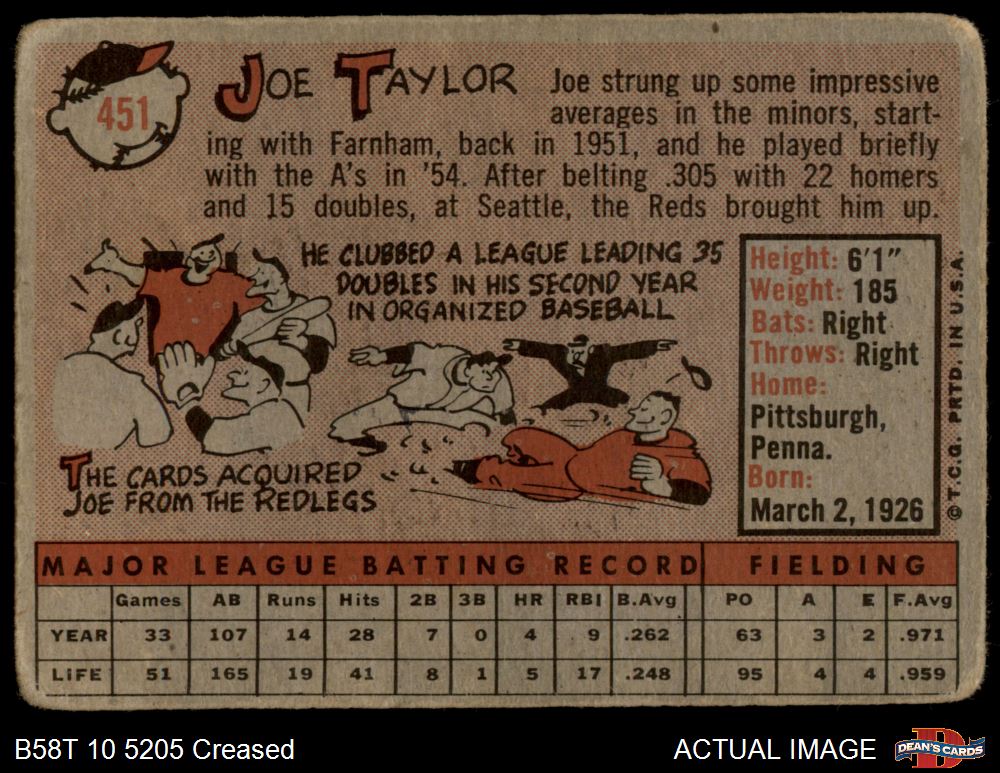 451
JOE TAYLOR
Joe strung up some impressive
averages in the minors, start-
ing with Farnham, back in 1951, and he played briefly
with the A's in '54. After belting .305 with 22 homers
and 15 doubles, at Seattle, the Reds brought him up.
HE CLUBBED A LEAGUE LEADING 35
DOUBLES IN HIS SECOND YEAR
IN ORGANIZED BASEBALL
THE CARDS ACQUIRED
JOE FROM THE REDLEGS
Height: 6'1"
Weight: 185
Bats: Right
Throws: Right
Home:
Pittsburgh,
Penna.
Born:
March 2, 1926
©T.C.G. PRTD. IN U.S.A.
MAJOR LEAGUE BATTING RECORD FIELDING
Games AB Runs Hits 2B 3B HR RBI B.Avg PO A E F.Avg
YEAR 33 107 14 28 7 0 4 9 .262 63 3 2 .971
LIFE 51 165 19 41 8 1 5 17 .248 95 4 4 .959
B58T 10 5205 Creased
ACTUAL IMAGE
D
DEAN'S CARDS